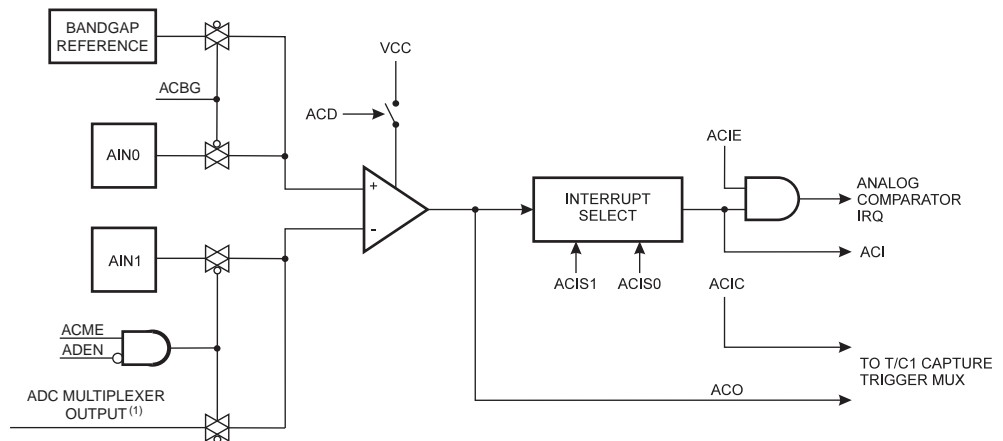 BANDGAP
REFERENCE
VCC
ACBG
ACD
AIN0
ACIE
+
INTERRUPT
SELECT
ANALOG
COMPARATOR
IRQ
-
AIN1
ACI
ACIS1 ACIS0 ACIC
ACME
ADEN
TO T/C1 CAPTURE
TRIGGER MUX
ADC MULTIPLEXER
OUTPUT(1)
ACO